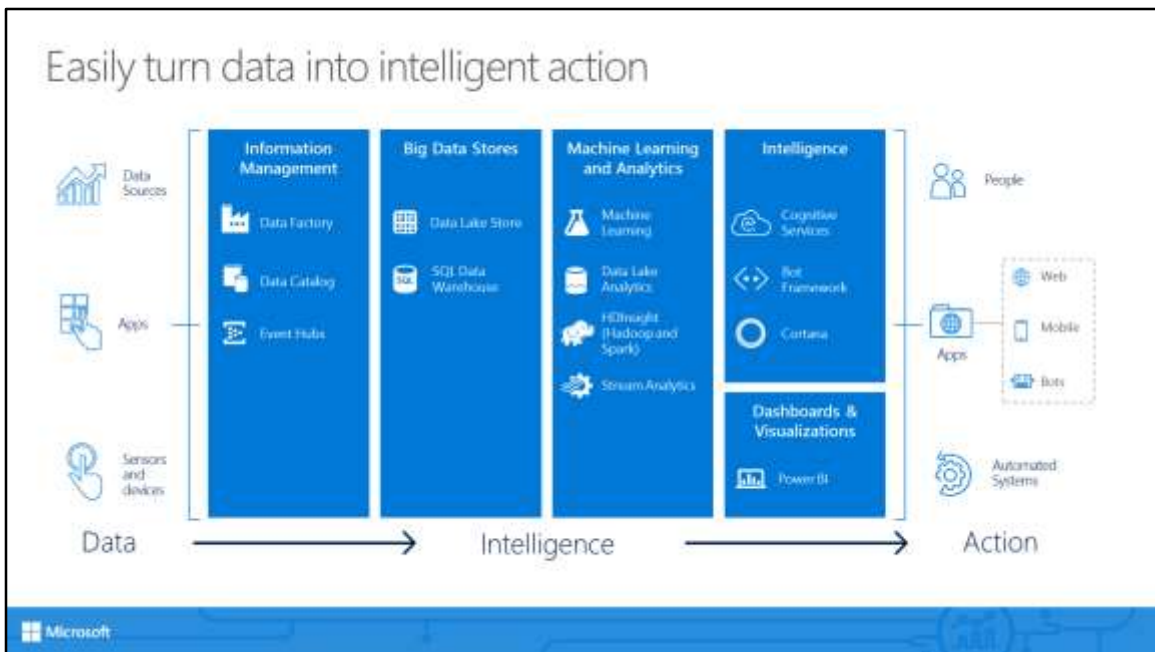 Easily turn data into intelligent action
Data
Sources
Apps
Sensors
and
devices
Information
Management
Data Factory
Data Catalog
Event Hubs
Big Data Stores
Data Lake Store
SQL
SQL Data
Warehouse
Machine Learning
and Analytics
Machine
Learning
Data Lake
Analytics
HDInsight
(Hadoop and
Spark)
Stream Analytics
Intelligence
Cognitive
Services
Bot
Framework
Cortana
Dashboards &
Visualizations
Power BI
People
Apps
Web
Mobile
Bots
Automated
Systems
Data
Intelligence
Action
Microsoft